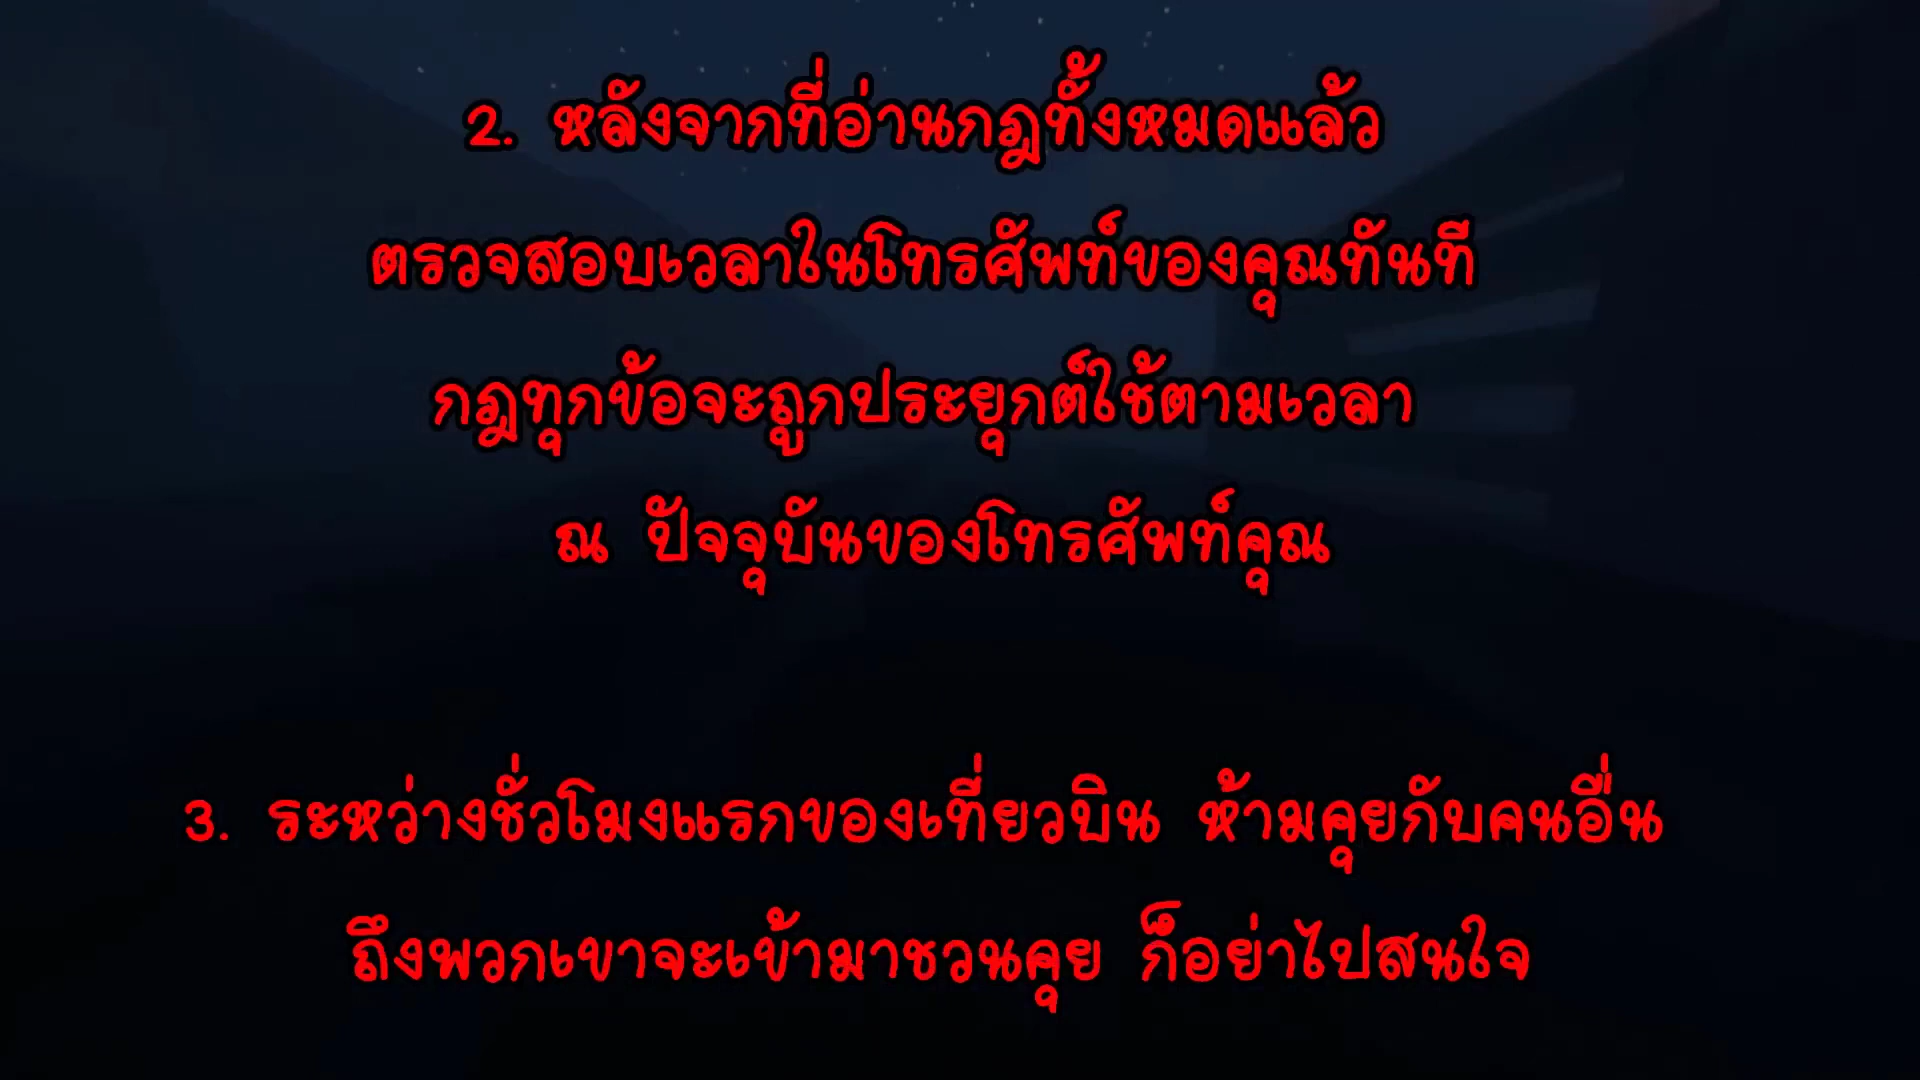 2. หลังจากที่อ่านกฎทั้งหมดแล้ว
ตรวจสอบเวลาในโทรศัพท์ของคุณทันที
กฎทุกข้อจะถูกประยุกต์ใช้ตามเวลา
ณ ปัจจุบันของโทรศัพท์คุณ
3. ระหว่างชั่วโมงแรกของเที่ยวบิน ห้ามคุยกับคนอื่น
ถึงพวกเขาจะเข้ามาชวนคุย ก็อย่าไปสนใจ